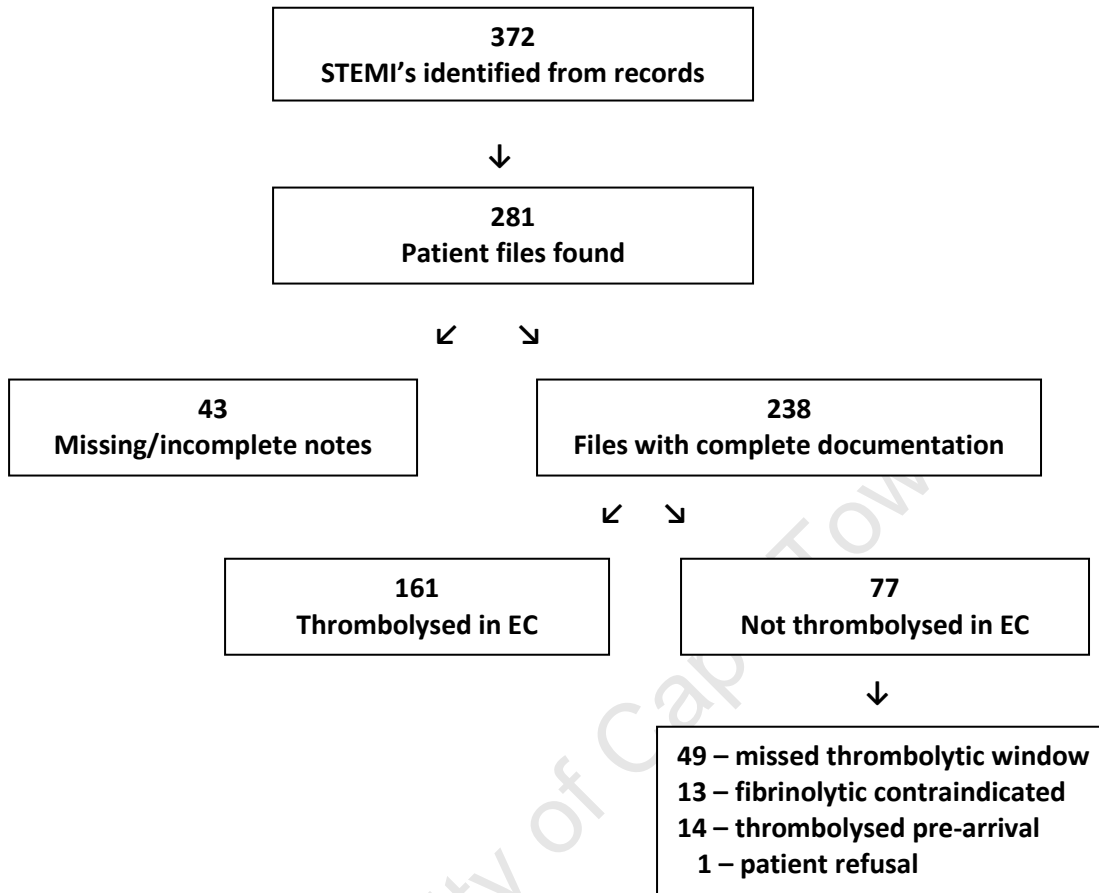 372
STEMI's identified from records
↓
281
Patient files found
↙ ↘
43
Missing/incomplete notes
238
Files with complete documentation
↙ ↘
161
Thrombolysed in EC
77
Not thrombolysed in EC
↓
49 – missed thrombolytic window
13 – fibrinolytic contraindicated
14 – thrombolysed pre-arrival
1 – patient refusal
of Cap